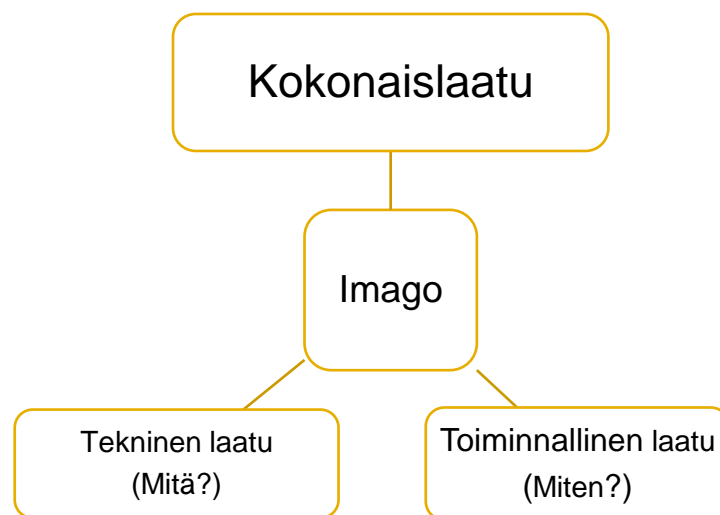 Kokonaislaatu
Imago
Tekninen laatu
(Mitä?)
Toiminnallinen laatu
(Miten?)